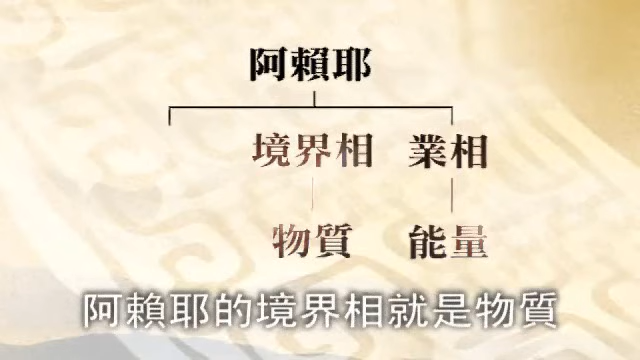 阿賴耶
境界相 業相
物質 能量
阿賴耶的境界相就是物質